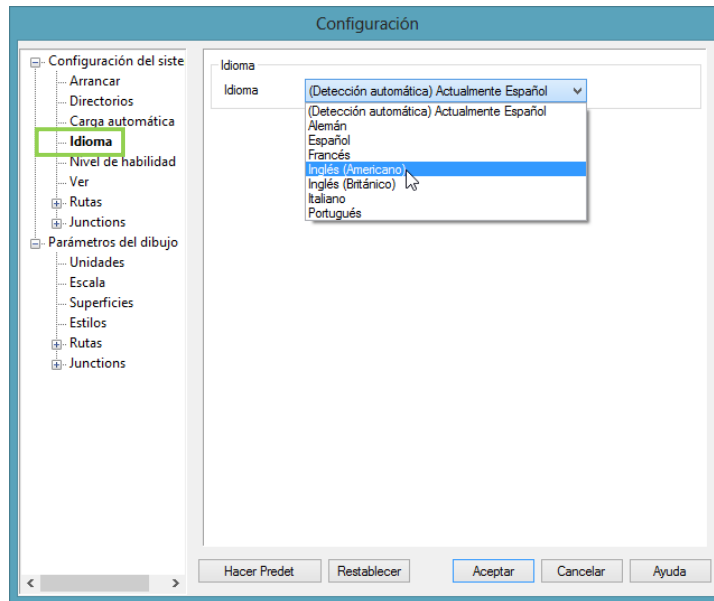 Configuración
Configuración del siste
Arrancar
Directorios
Carga automática
Idioma
Nivel de habilidad
Ver
Rutas
Junctions
Parámetros del dibujo
Unidades
Escala
Superficies
Estilos
Rutas
Junctions
Idioma
Idioma
(Detección automática) Actualmente Español
(Detección automática) Actualmente Español
Alemán
Español
Francés
Inglés (Americano)
Inglés (Británico)
Italiano
Portugués
Hacer Predet
Restablecer
Aceptar
Cancelar
Ayuda